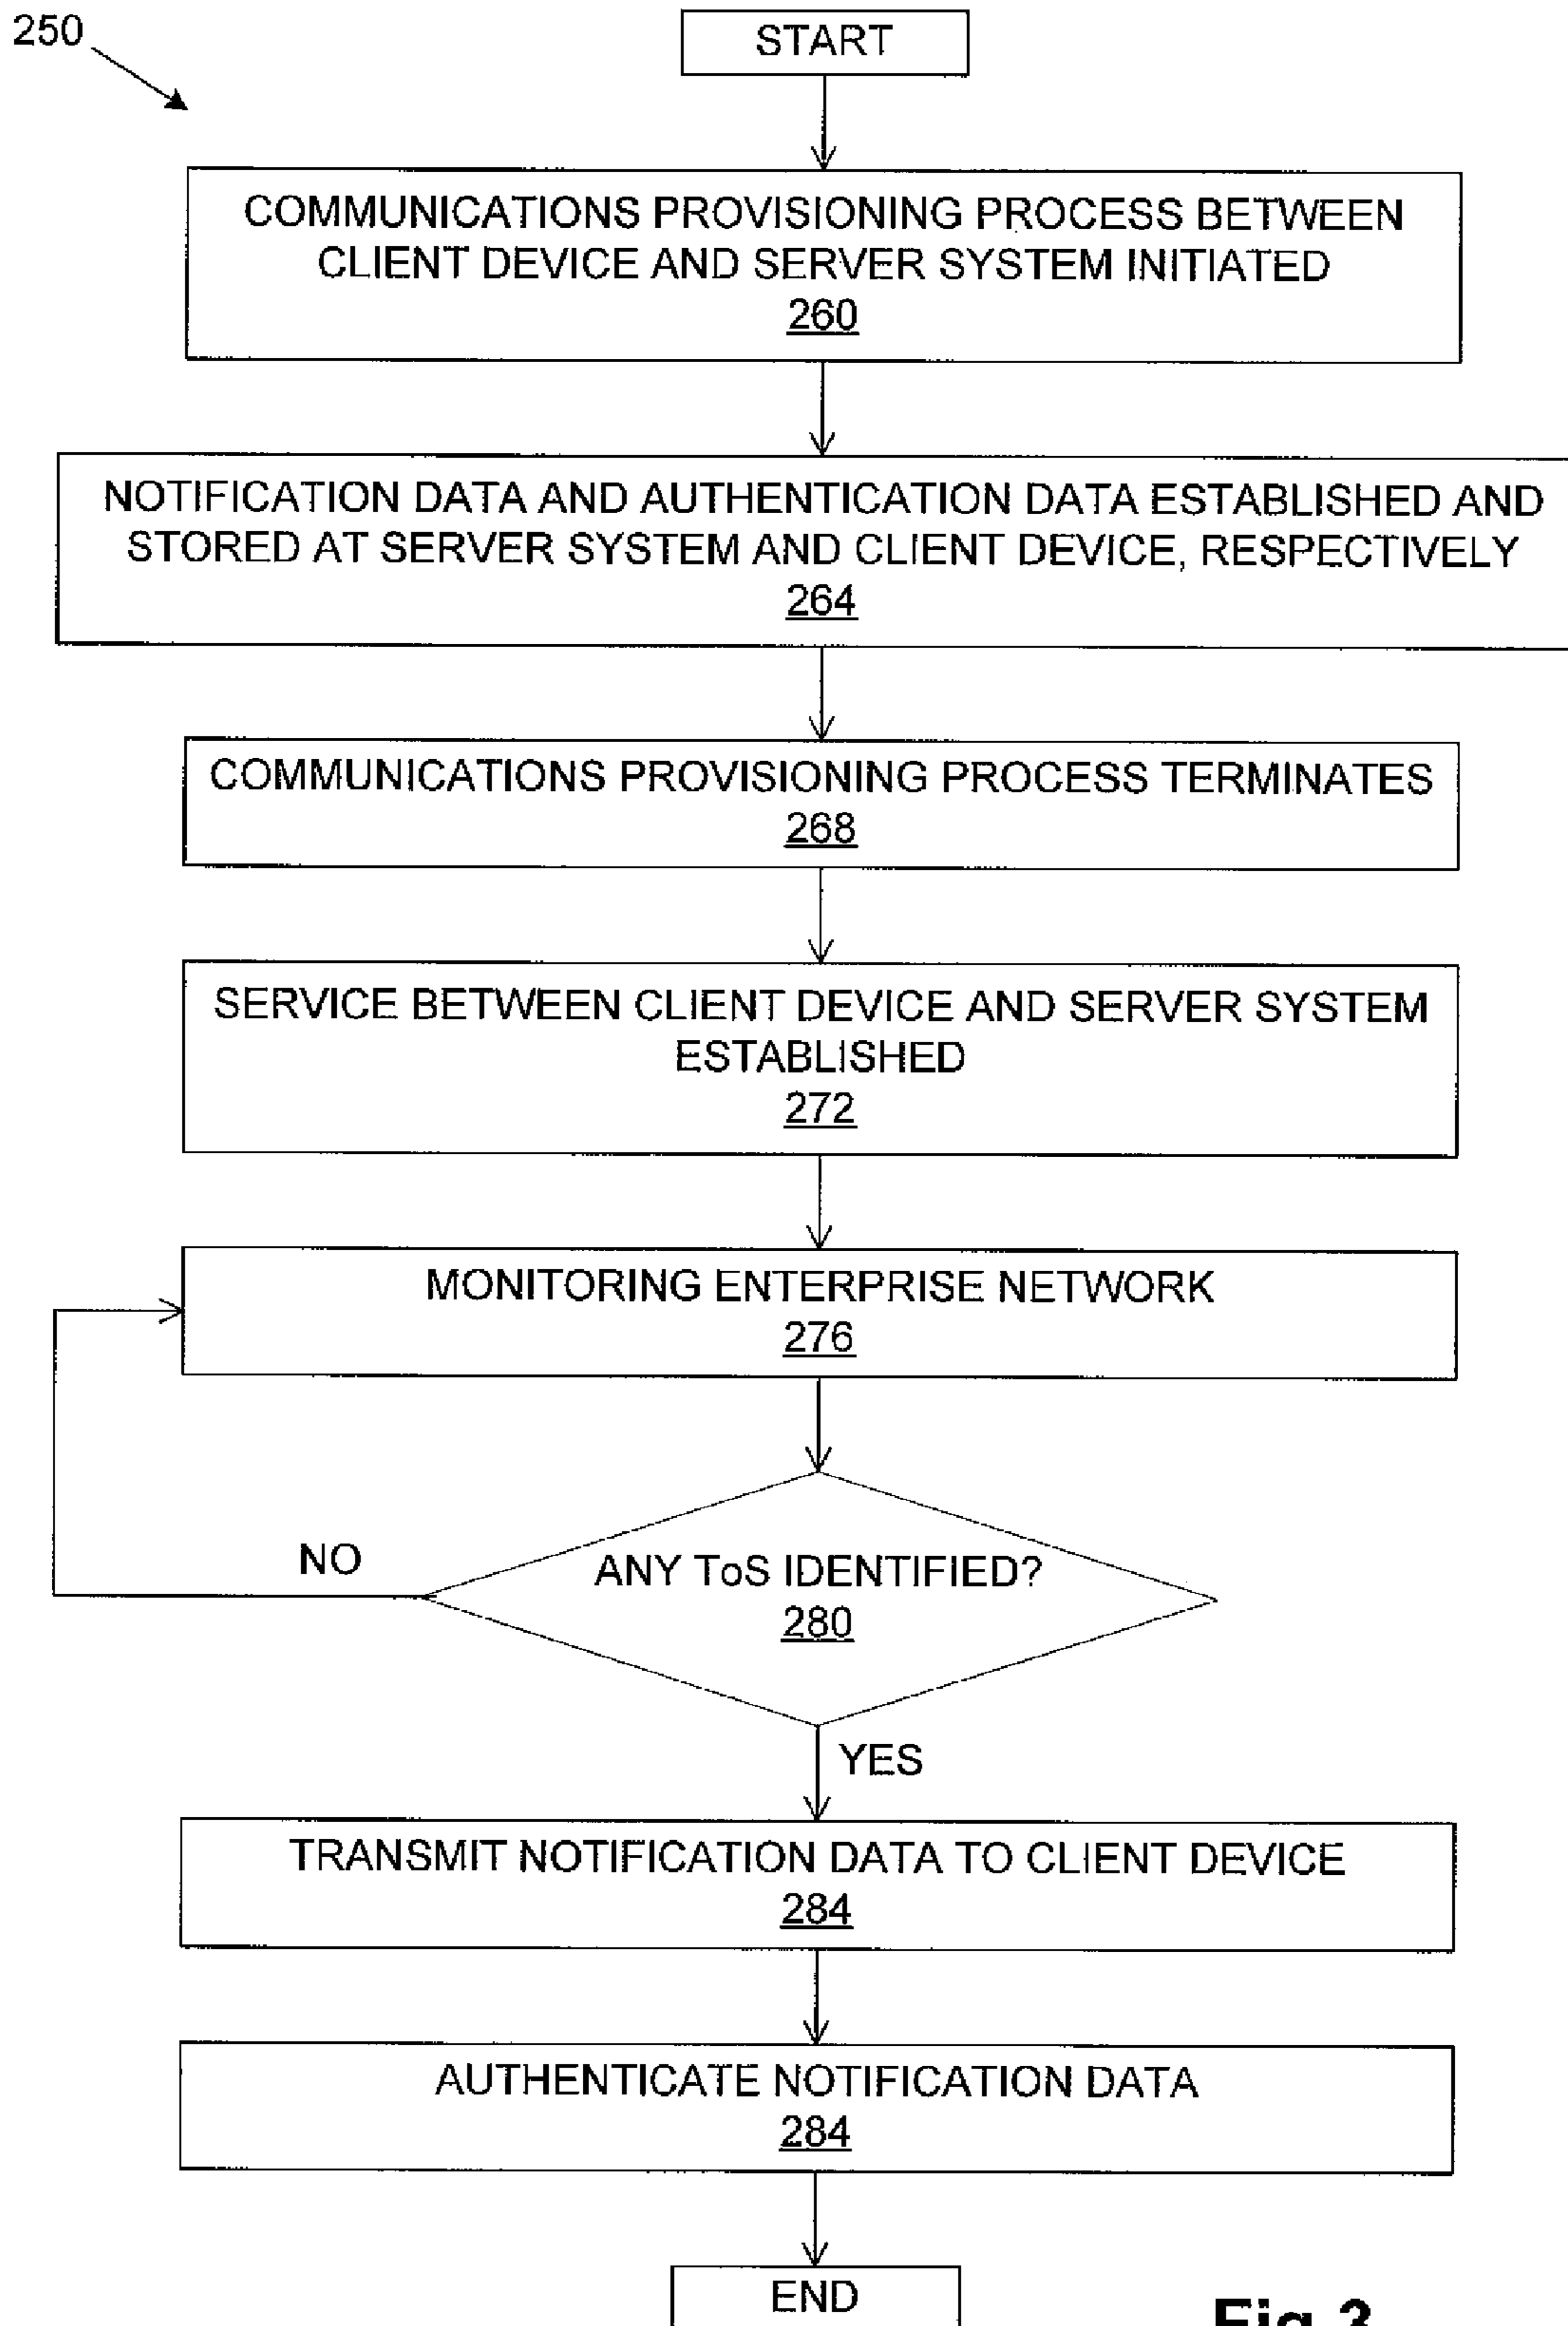 250
START
COMMUNICATIONS PROVISIONING PROCESS BETWEEN
CLIENT DEVICE AND SERVER SYSTEM INITIATED
260
NOTIFICATION DATA AND AUTHENTICATION DATA ESTABLISHED AND
STORED AT SERVER SYSTEM AND CLIENT DEVICE, RESPECTIVELY
264
COMMUNICATIONS PROVISIONING PROCESS TERMINATES
268
SERVICE BETWEEN CLIENT DEVICE AND SERVER SYSTEM
ESTABLISHED
272
MONITORING ENTERPRISE NETWORK
276
NO
ANY ToS IDENTIFIED?
280
YES
TRANSMIT NOTIFICATION DATA TO CLIENT DEVICE
284
AUTHENTICATE NOTIFICATION DATA
284
END
Fig 3